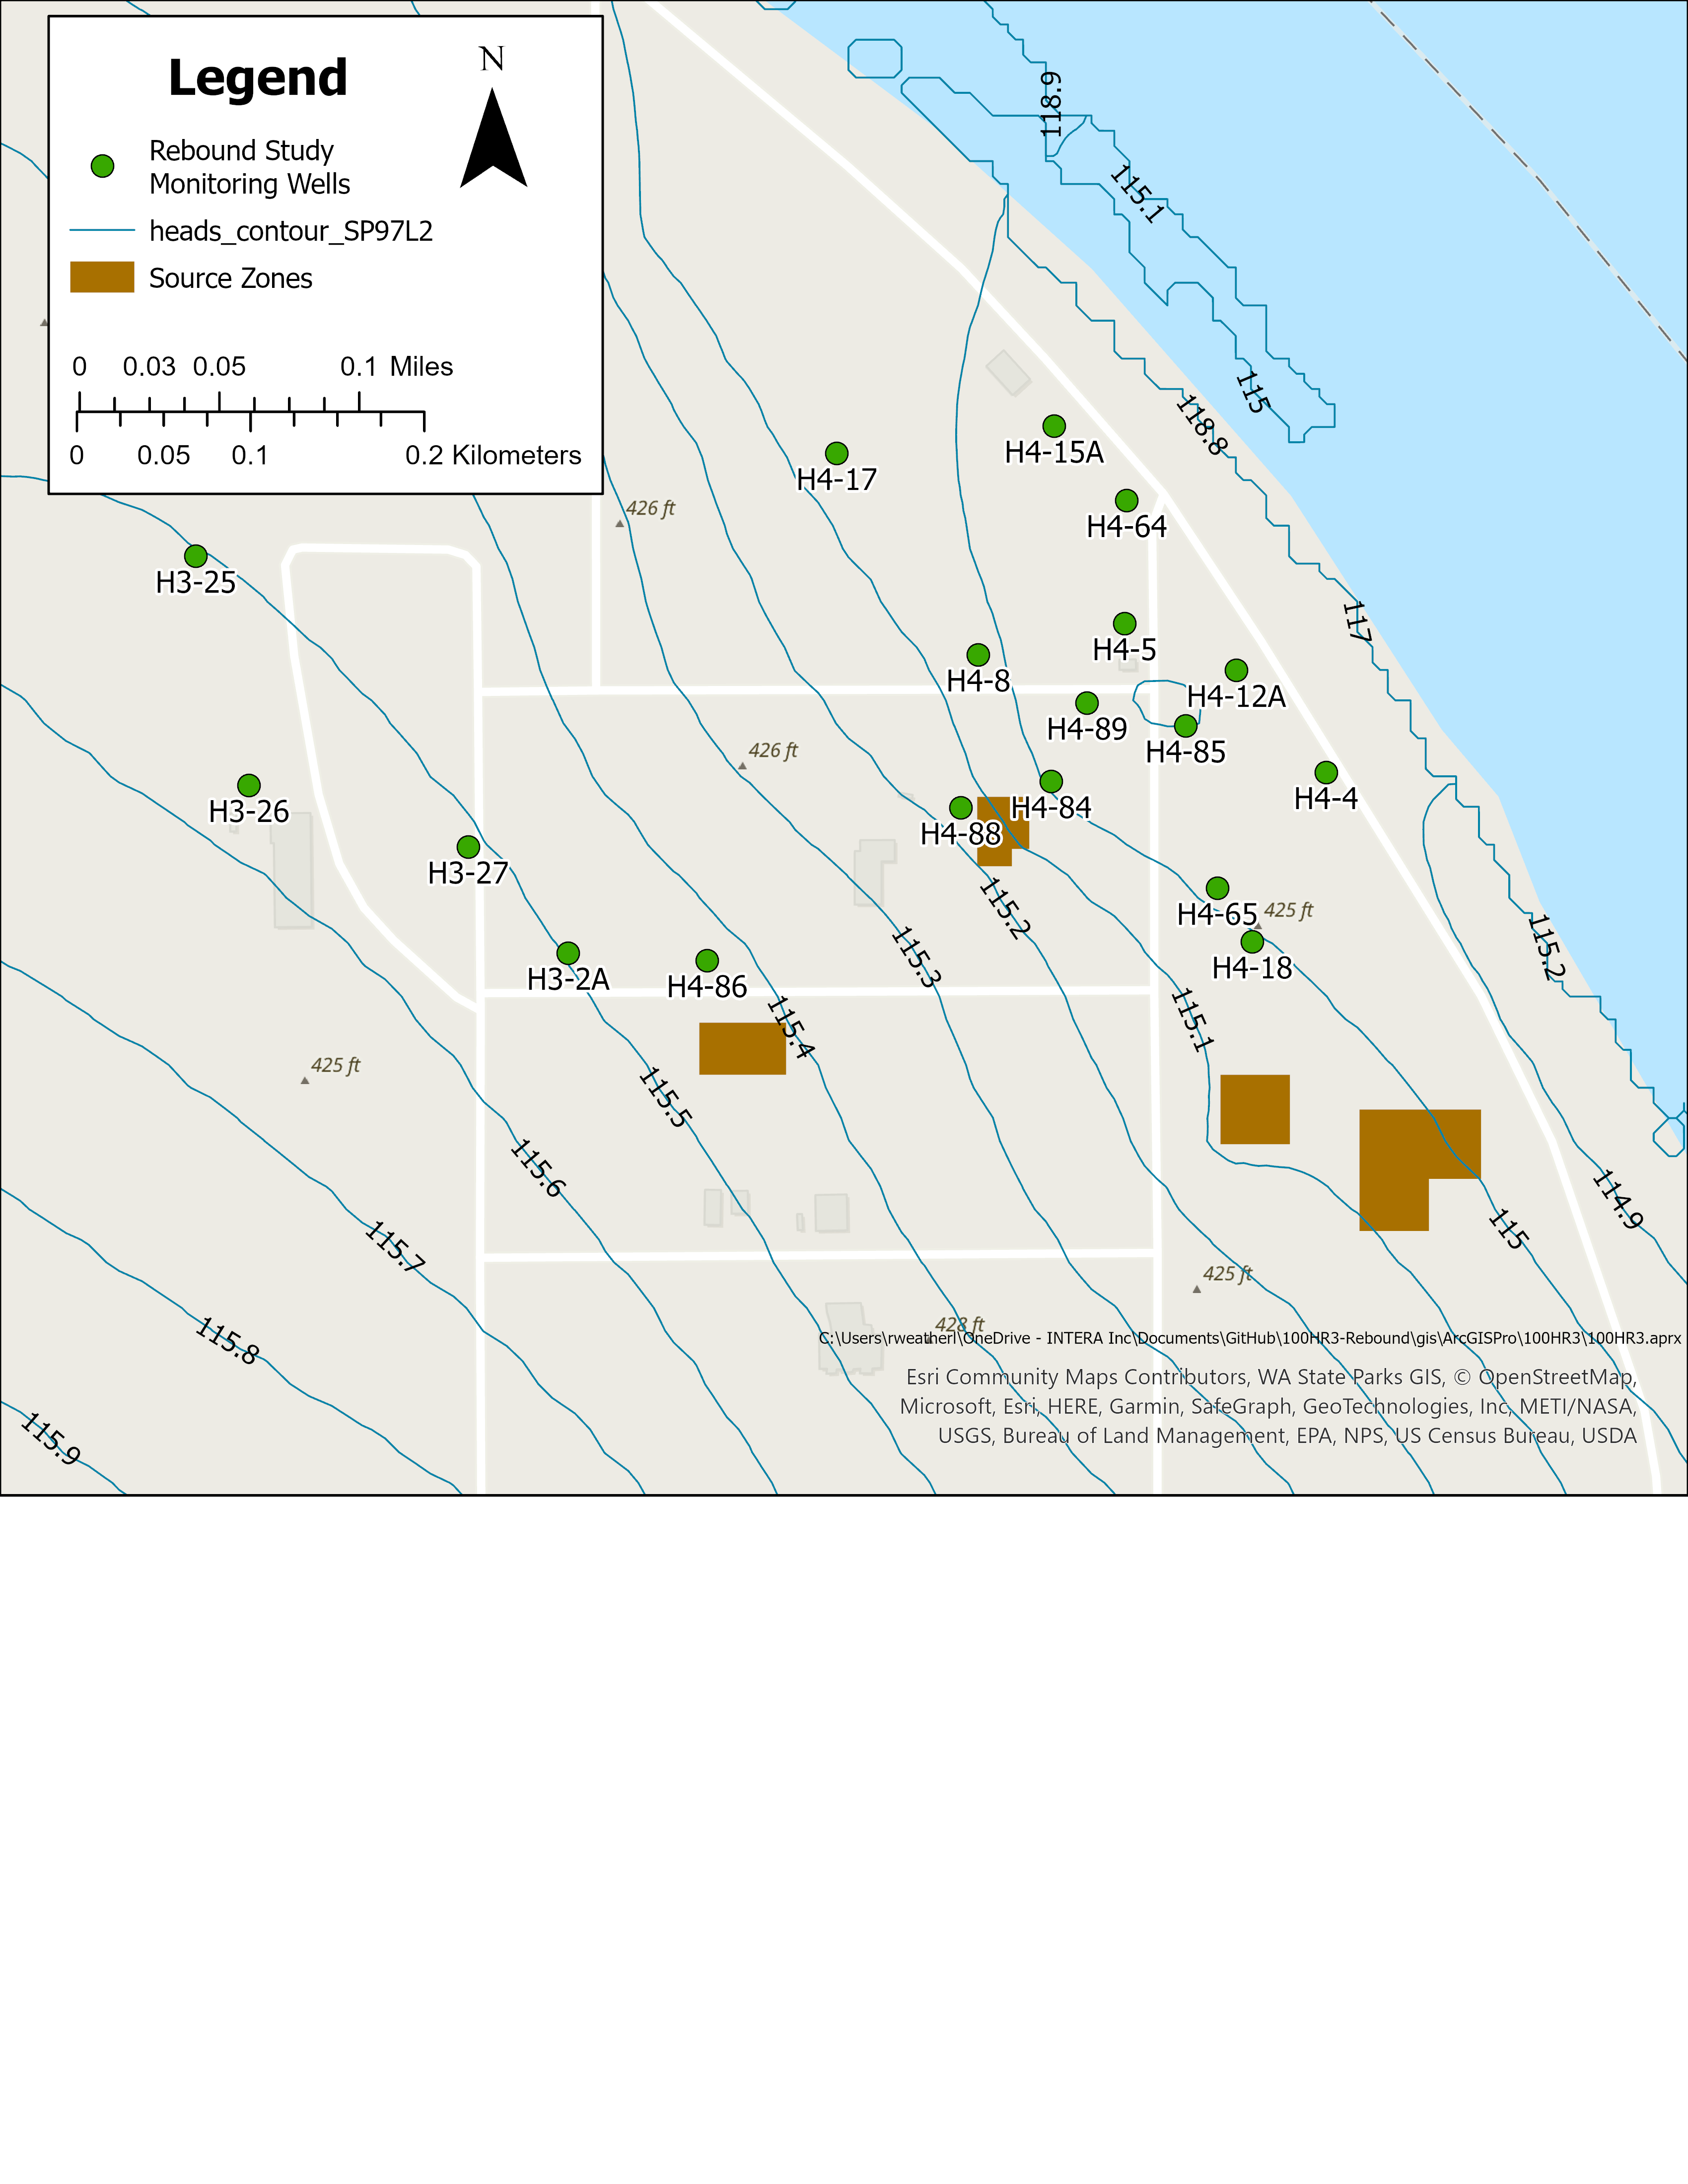 Legend
N
Rebound Study
Monitoring Wells
heads_contour_SP97L2
Source Zones
0 0.03 0.05 0.1 Miles
0 0.05 0.1 0.2 Kilometers
118.9
115.1
115
118.8
117
H4-15A
H4-17
H4-64
426 ft
H3-25
H4-5
H4-8
H4-12A
H4-89
H4-85
426 ft
H4-4
H3-26
H4-84
H4-88
H3-27
115.2
H4-65
425 ft
115.3
115.2
H4-18
H3-2A
H4-86
115.4
115.1
425 ft
115.5
115.6
114.9
115
115.7
425 ft
115.8
428 ft
C:\Users\rweatherl\OneDrive - INTERA Inc\Documents\GitHub\100HR3-Rebound\gis\ArcGISPro\100HR3\100HR3.aprx
Esri Community Maps Contributors, WA State Parks GIS, © OpenStreetMap,
Microsoft, Esri, HERE, Garmin, SafeGraph, GeoTechnologies, Inc, METI/NASA,
USGS, Bureau of Land Management, EPA, NPS, US Census Bureau, USDA
115.9